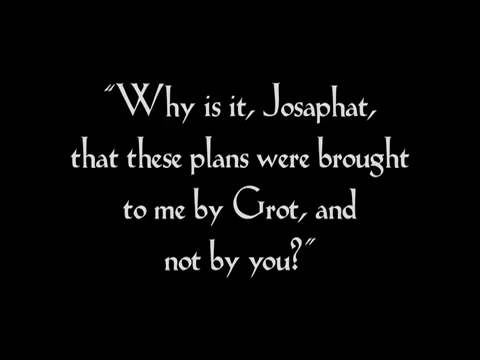 "Why is it, Josaphat,
that these plans were brought
to me by Grot, and
not by you?"